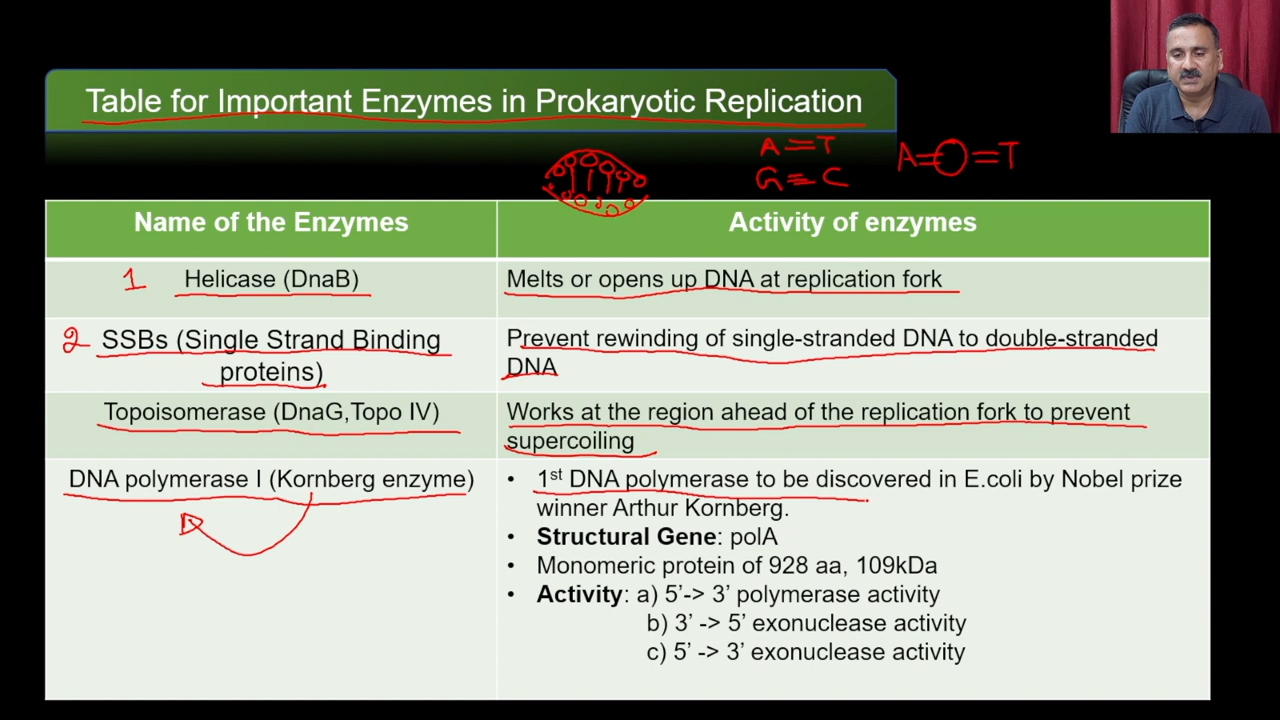 Table for Important Enzymes in Prokaryotic Replication
A = T
G ≡ C
A = O = T
Name of the Enzymes
Activity of enzymes
1 Helicase (DnaB)
Melts or opens up DNA at replication fork
2 SSBs (Single Strand Binding
proteins)
Prevent rewinding of single-stranded DNA to double-stranded
DNA
Topoisomerase (DnaG,Topo IV)
Works at the region ahead of the replication fork to prevent
supercoiling
DNA polymerase I (Kornberg enzyme)
• 1st DNA polymerase to be discovered in E.coli by Nobel prize
winner Arthur Kornberg.
• Structural Gene: polA
• Monomeric protein of 928 aa, 109kDa
• Activity: a) 5’-> 3’ polymerase activity
b) 3’ -> 5’ exonuclease activity
c) 5’ -> 3’ exonuclease activity